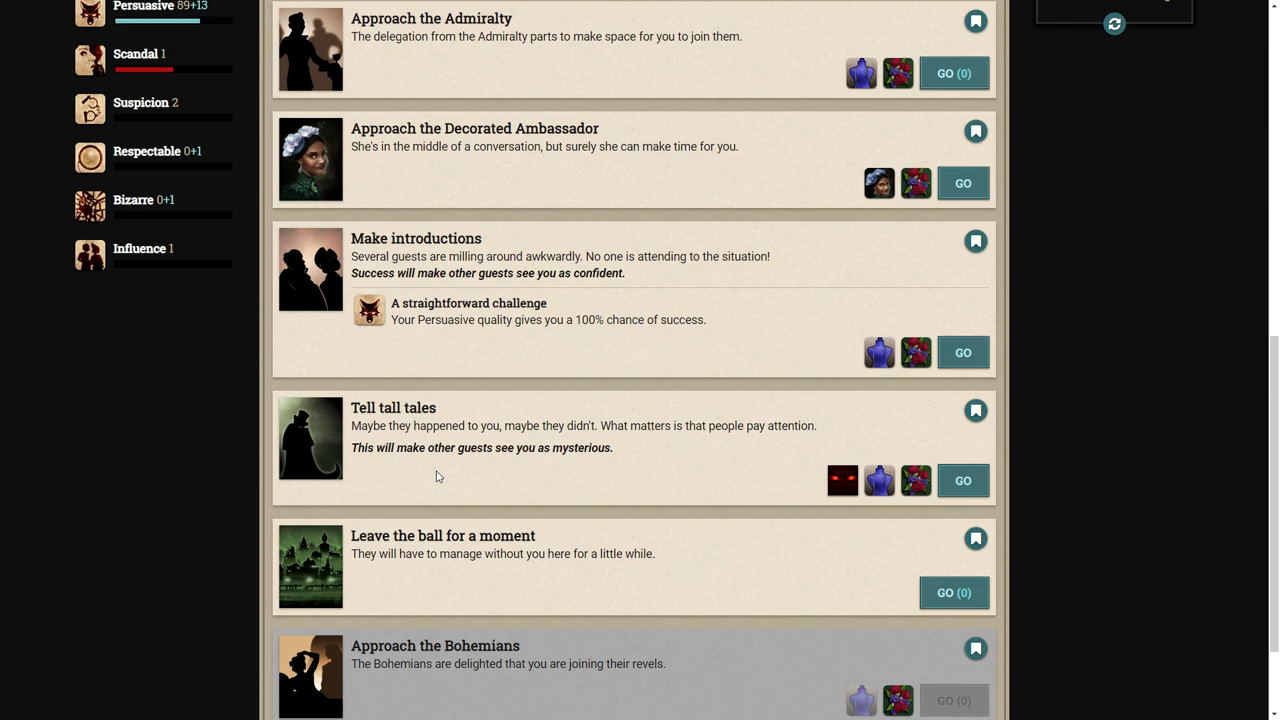 Persuasive 89+13
Scandal 1
Suspicion 2
Respectable 0+1
Bizarre 0+1
Influence 1
Approach the Admiralty
The delegation from the Admiralty parts to make space for you to join them.
GO (0)
Approach the Decorated Ambassador
She's in the middle of a conversation, but surely she can make time for you.
GO
Make introductions
Several guests are milling around awkwardly. No one is attending to the situation!
Success will make other guests see you as confident.
A straightforward challenge
Your Persuasive quality gives you a 100% chance of success.
GO
Tell tall tales
Maybe they happened to you, maybe they didn't. What matters is that people pay attention.
This will make other guests see you as mysterious.
GO
Leave the ball for a moment
They will have to manage without you here for a little while.
GO (0)
Approach the Bohemians
The Bohemians are delighted that you are joining their revels.
GO (0)